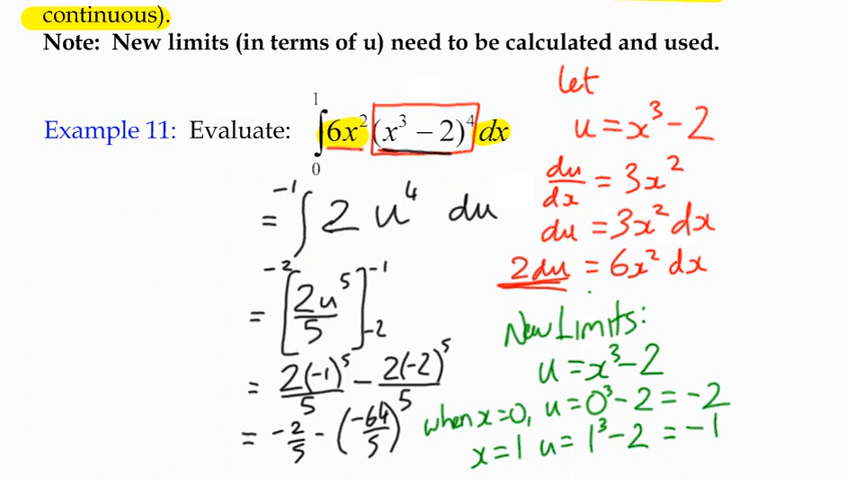 continuous).
Note: New limits (in terms of u) need to be calculated and used.
let
u = x³ − 2
Example 11: Evaluate: ∫₀¹ 6x²(x³ − 2)⁴ dx
du/dx = 3x²
du = 3x² dx
2du = 6x² dx
= ∫₋₂⁻¹ 2 u⁴ du
= [2u⁵/5]₋₂⁻¹
= 2(-1)⁵/5 − 2(-2)⁵/5
= -2/5 − (-64/5)⁵
New Limits:
u = x³ − 2
when x=0, u = 0³ − 2 = −2
x=1 u = 1³ − 2 = −1